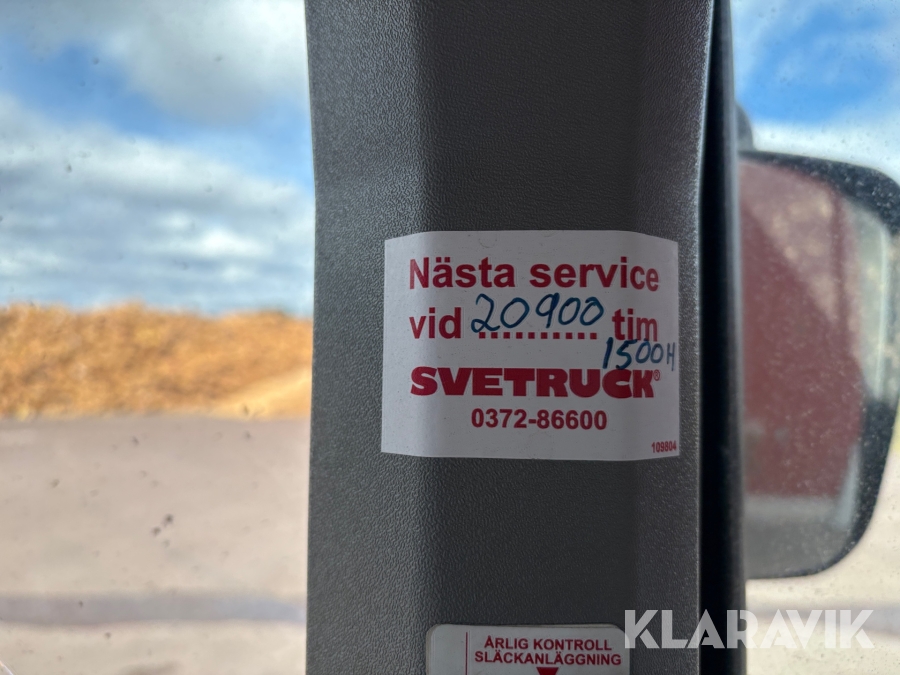 Nästa service
vid 20900 tim
1500H
SVETRUCK®
0372-86600
109804
ÅRLIG KONTROLL
SLÄCKANLÄGGNING
KLARAVIK